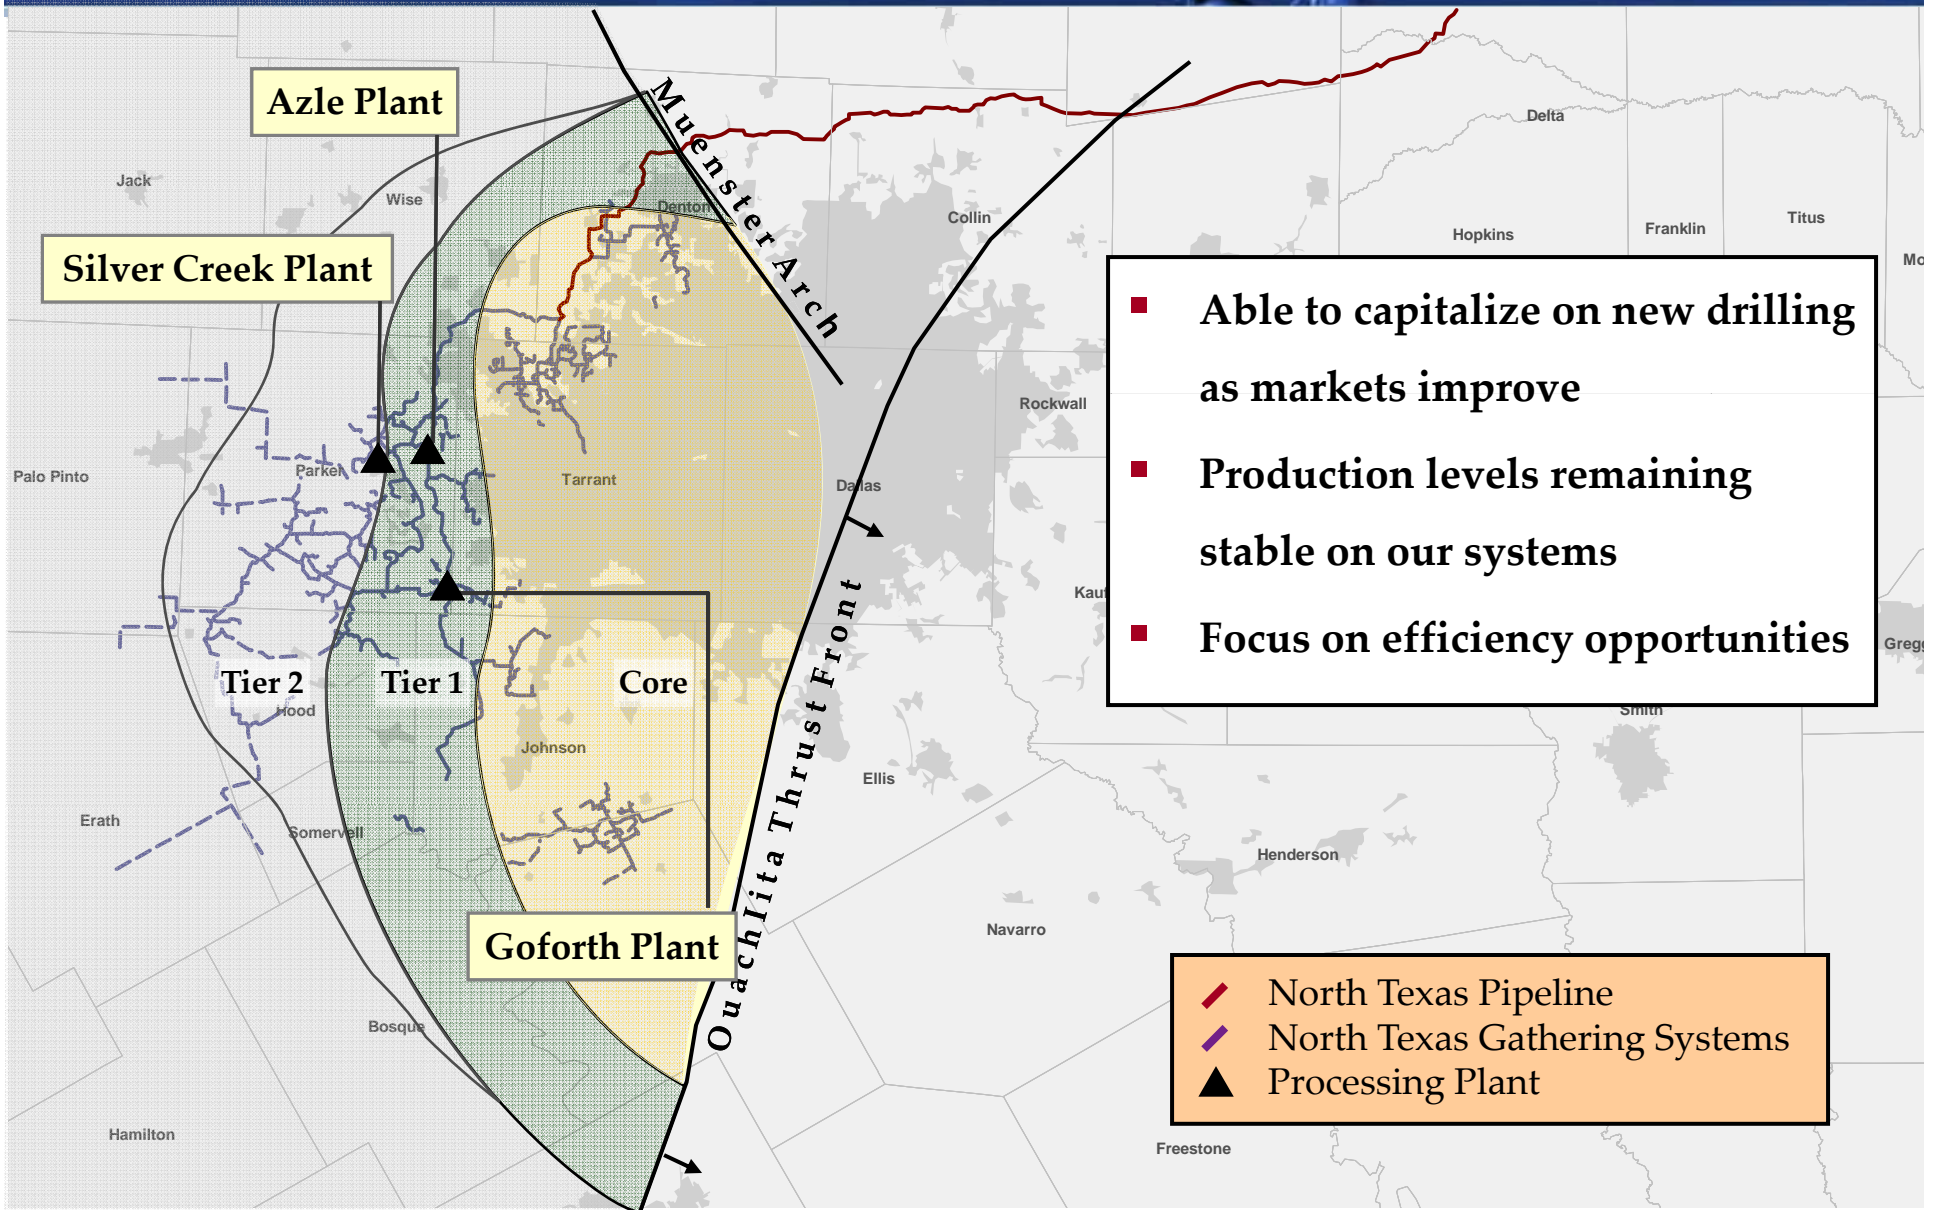 Azle Plant
Muenster Arch
Delta
Jack
Wise
Denton
Collin
Titus
Franklin
Hopkins
Silver Creek Plant
Able to capitalize on new drilling
as markets improve
Production levels remaining
stable on our systems
Focus on efficiency opportunities
Rockwall
Palo Pinto
Parker
Tarrant
Dallas
Tier 2
Tier 1
Core
Hood
Johnson
Ellis
Smith
Ouachita Thrust Front
Erath
Somervell
Henderson
Goforth Plant
Navarro
Bosque
North Texas Pipeline
North Texas Gathering Systems
Processing Plant
Hamilton
Freestone